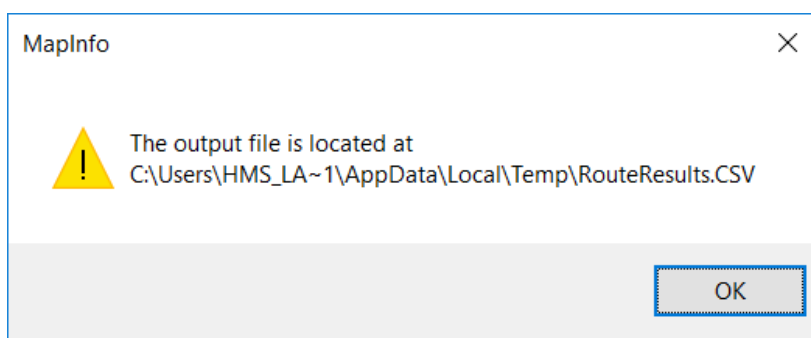 MapInfo
The output file is located at
C:\Users\HMS_LA~1\AppData\Local\Temp\RouteResults.CSV
OK